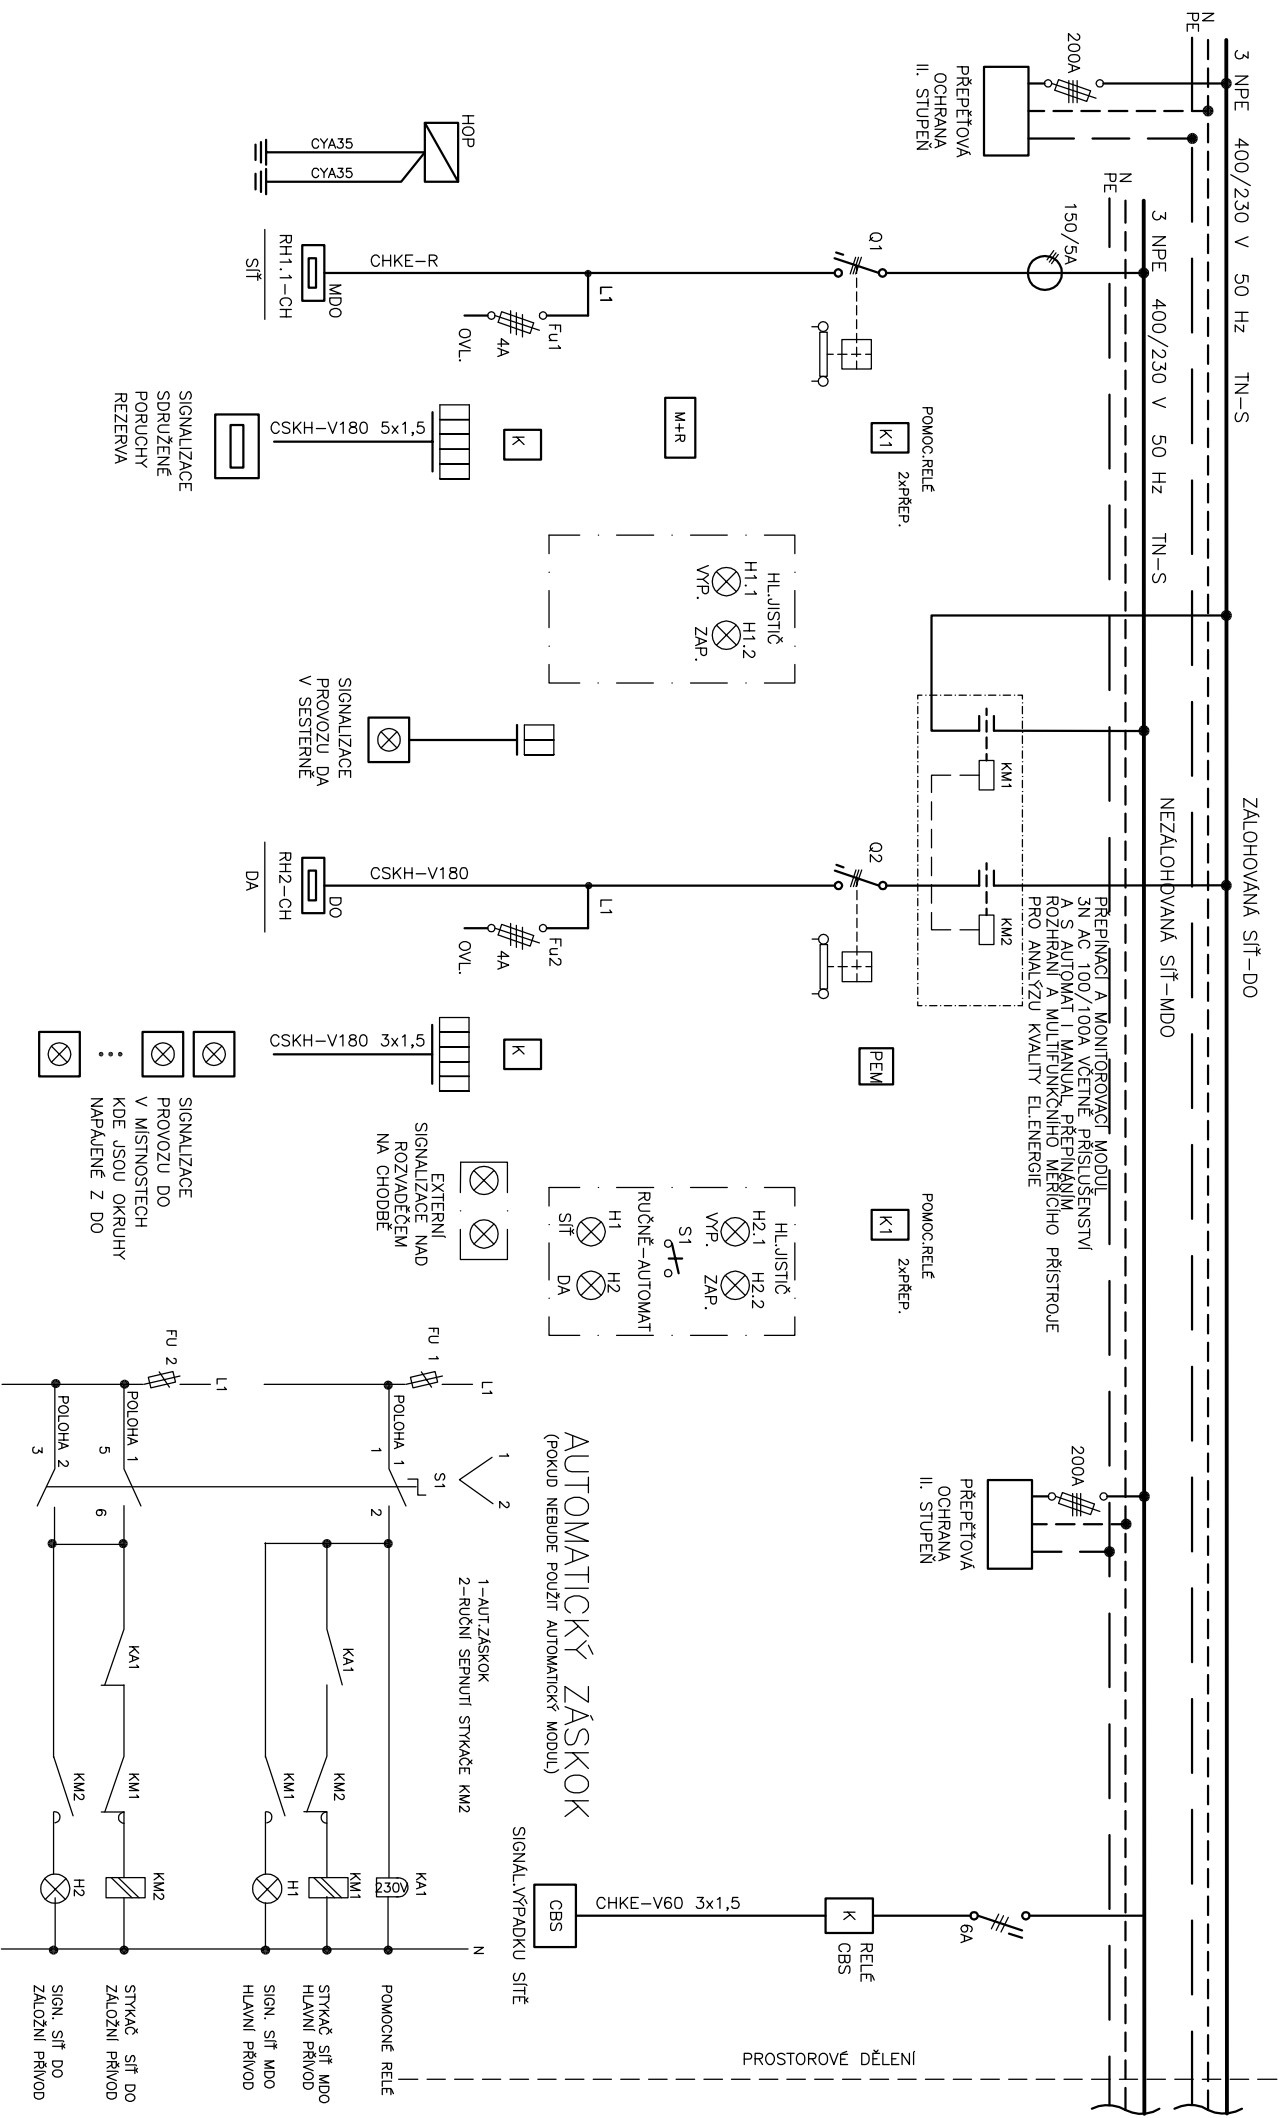 3 NPE 400/230 V 50 Hz TN-S
ZÁLOHOVANÁ SÍŤ-DO
N
PE
3 NPE 400/230 V 50 Hz TN-S
NEZÁLOHOVANÁ SÍŤ-MDO
N
PE
200A
PŘEPĚŤOVÁ
OCHRANA
II. STUPEŇ
HOP
CYA35
CYA35
150/5A
Q1
L1
Fu1
4A
OVL.
CHKE-R
MDO
RH1.1-CH
SÍŤ
POMOC.RELÉ
K1
2xPŘEP.
M+R
K
CSKH-V180 5x1,5
SIGNALIZACE
SDRUŽENÉ
PORUCHY
REZERVA
HL.JISTIČ
H1.1
H1.2
VYP.
ZAP.
SIGNALIZACE
PROVOZU DA
V SESTERNĚ
KM1
KM2
PŘEPÍNACÍ A MONITOROVACÍ MODUL
3N AC 100/100A VČETNĚ PŘÍSLUŠENSTVÍ
A S AUTOMAT I MANUAL PŘEPÍNÁNÍM
ROZHRANÍ A MULTIFUNKČNÍHO MĚŘÍCÍHO PŘÍSTROJE
PRO ANALÝZU KVALITY EL.ENERGIE
Q2
L1
Fu2
4A
OVL.
CSKH-V180
DO
RH2-CH
DA
PEM
K
CSKH-V180 3x1,5
SIGNALIZACE
PROVOZU DO
V MÍSTNOSTECH
KDE JSOU OKRUHY
NAPÁJENÉ Z DO
EXTERNÍ
SIGNALIZACE NAD
ROZVADĚČEM
NA CHODBĚ
POMOC.RELÉ
K1
2xPŘEP.
HL.JISTIČ
H2.1
H2.2
VYP.
ZAP.
S1
RUČNĚ-AUTOMAT
H1
H2
SÍŤ
DA
200A
PŘEPĚŤOVÁ
OCHRANA
II. STUPEŇ
AUTOMATICKÝ ZÁSKOK
(POKUD NEBUDE POUŽIT AUTOMATICKÝ MODUL)
1
2
S1
1-AUT.ZÁSKOK
2-RUČNÍ SEPNUTÍ STYKAČE KM2
L1
FU 1
POLOHA 1
1
2
KA1
230V
POMOCNÉ RELÉ
N
KA1
KM2
KM1
STYKAČ SÍŤ MDO
HLAVNÍ PŘÍVOD
KM1
H1
SIGN. SÍŤ MDO
HLAVNÍ PŘÍVOD
L1
FU 2
POLOHA 1
5
6
KA1
KM1
KM2
STYKAČ SÍŤ DO
ZÁLOŽNÍ PŘÍVOD
POLOHA 2
3
KM2
H2
SIGN. SÍŤ DO
ZÁLOŽNÍ PŘÍVOD
6A
K
RELÉ
CBS
CHKE-V60 3x1,5
CBS
SIGNÁL.VÝPADKU SÍTĚ
PROSTOROVÉ DĚLENÍ